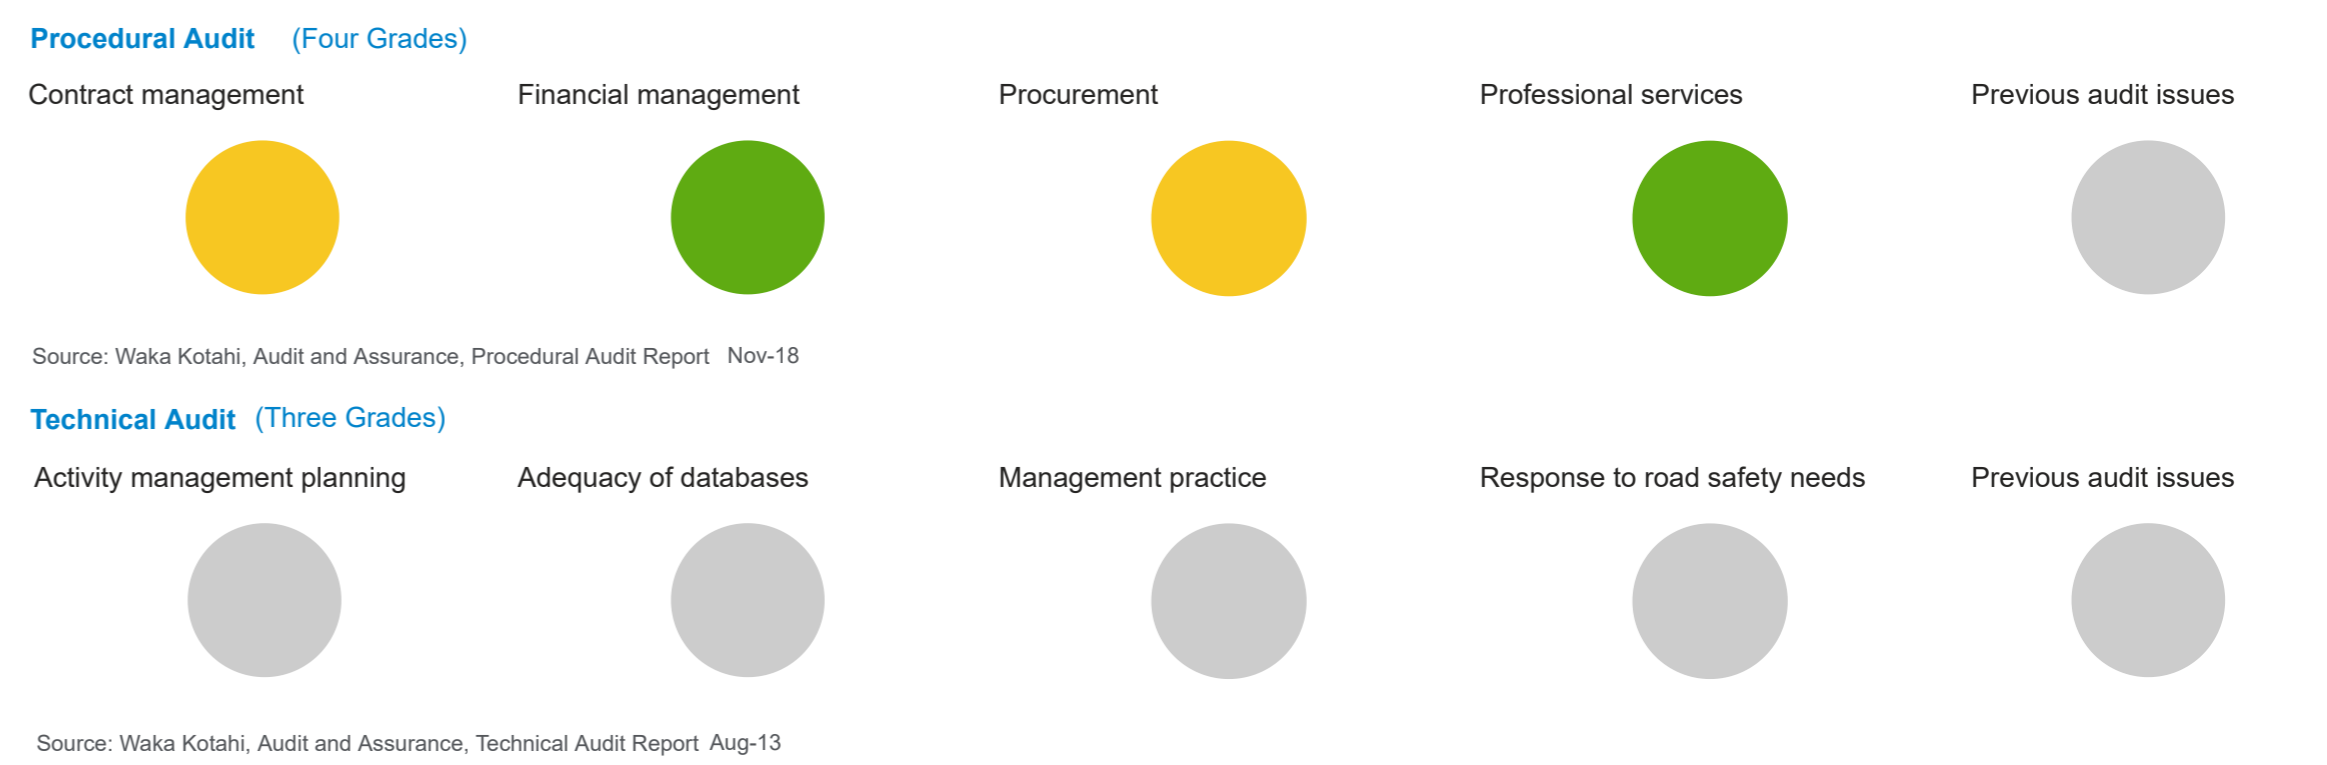 Procedural Audit (Four Grades)
Contract management
Financial management
Procurement
Professional services
Previous audit issues
Source: Waka Kotahi, Audit and Assurance, Procedural Audit Report Nov-18
Technical Audit (Three Grades)
Activity management planning
Adequacy of databases
Management practice
Response to road safety needs
Previous audit issues
Source: Waka Kotahi, Audit and Assurance, Technical Audit Report Aug-13